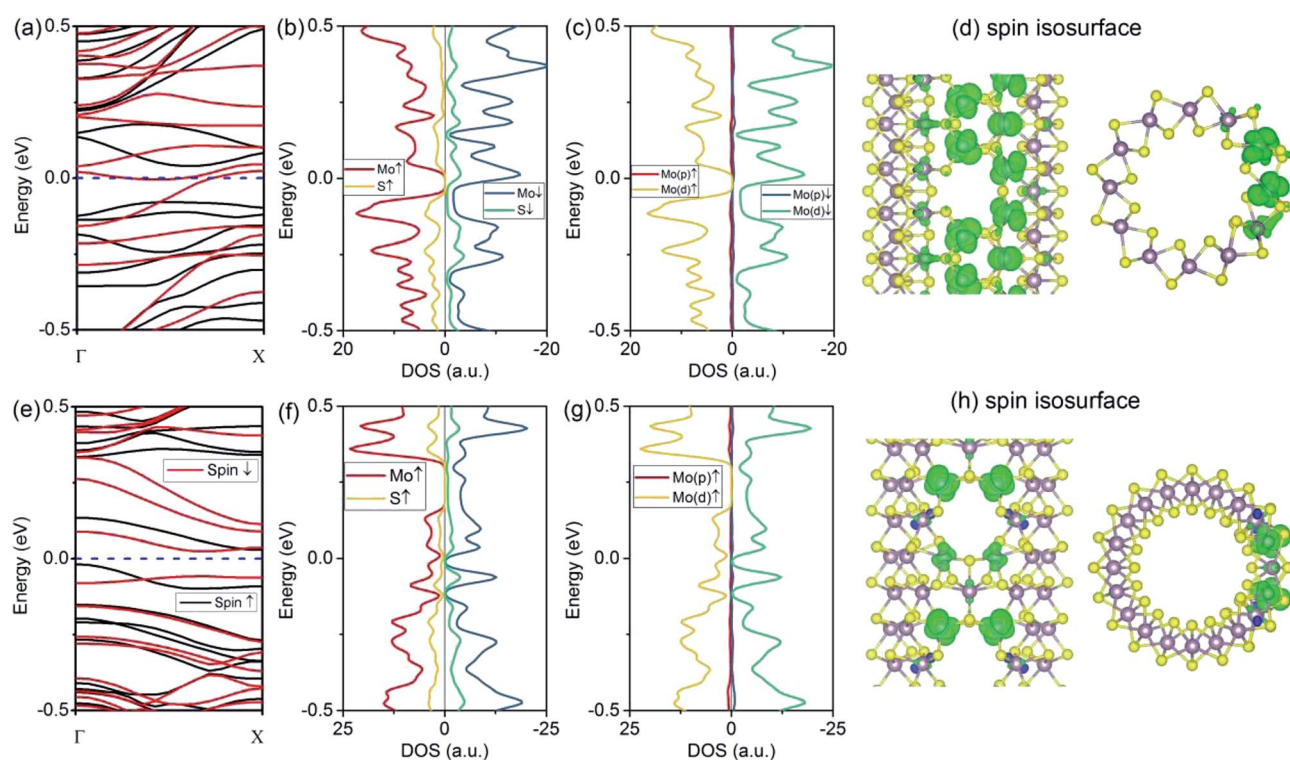 (a)
0.5
0.0
-0.5
Energy (eV)
Γ
X
(b)
0.5
0.0
-0.5
Energy (eV)
Mo↑
S↑
Mo↓
S↓
20
0
-20
DOS (a.u.)
(c)
0.5
0.0
-0.5
Energy (eV)
Mo(p)↑
Mo(d)↑
Mo(p)↓
Mo(d)↓
20
0
-20
DOS (a.u.)
(d) spin isosurface
(e)
0.5
0.0
-0.5
Energy (eV)
Spin ↓
Spin ↑
Γ
X
(f)
0.5
0.0
-0.5
Energy (eV)
Mo↑
S↑
25
0
-25
DOS (a.u.)
(g)
0.5
0.0
-0.5
Energy (eV)
Mo(p)↑
Mo(d)↑
25
0
-25
DOS (a.u.)
(h) spin isosurface